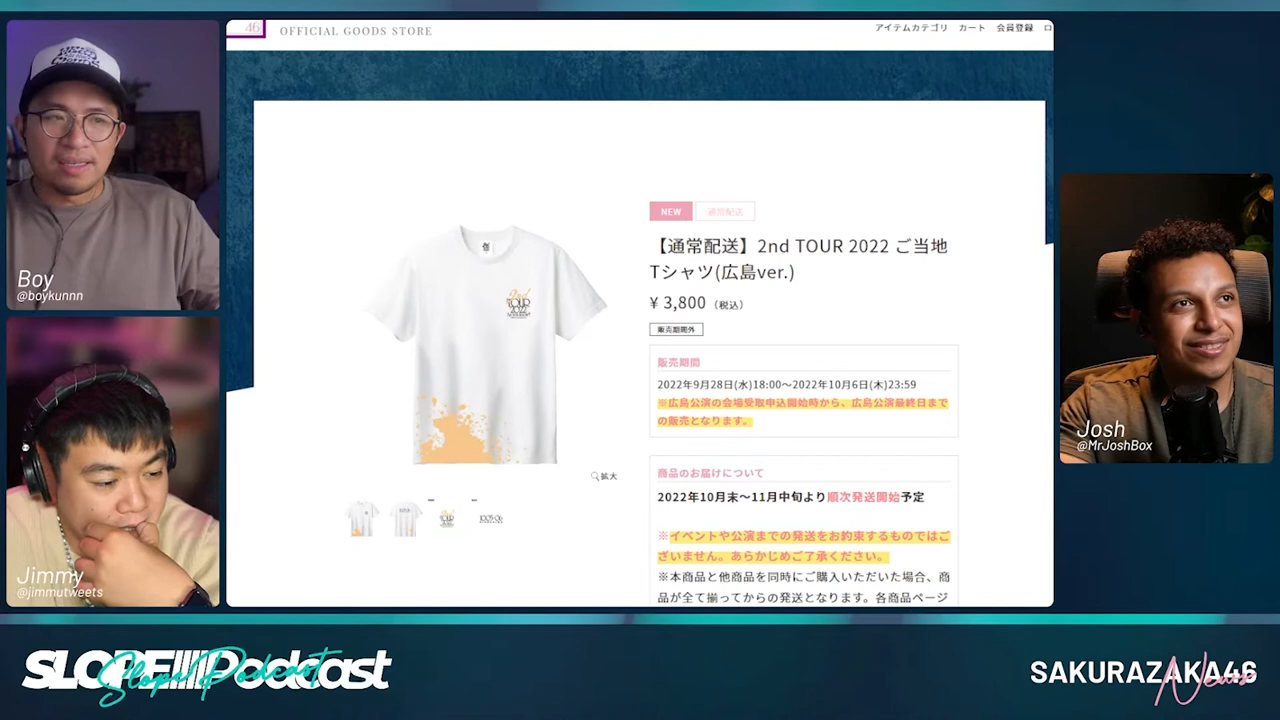 46
OFFICIAL GOODS STORE
アイテムカテゴリ カート 会員登録 ロ
NEW
通常配送
【通常配送】2nd TOUR 2022 ご当地
Tシャツ(広島ver.)
¥ 3,800 (税込)
販売期間外
販売期間
2022年9月28日(水)18:00〜2022年10月6日(木)23:59
※広島公演の会場受取申込開始時から、広島公演最終日まで
の販売となります。
拡大
商品のお届けについて
2022年10月末〜11月中旬より順次発送開始予定
※イベントや公演までの発送をお約束するものではご
ざいません。あらかじめご了承ください。
※本商品と他商品を同時にご購入いただいた場合、商
品が全て揃ってからの発送となります。各商品ページ
2nd
TOUR
2022
Boy
@boykunnn
Jimmy
@jimmutweets
Josh
@MrJoshBox
SLOPE Podcast
Slope Podcast
SAKURAZAKA46
News